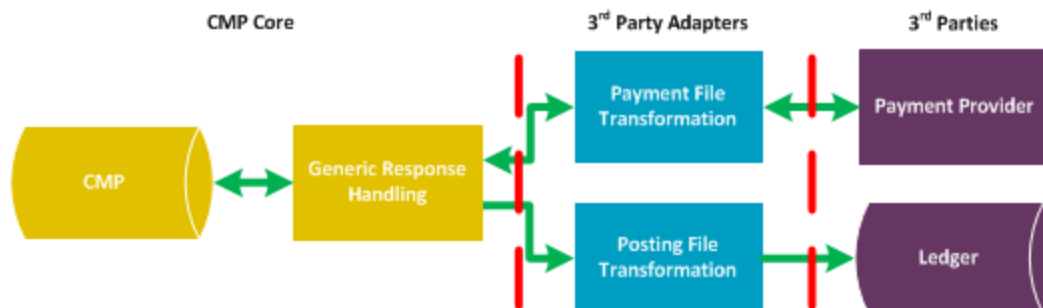 CMP Core
3rd Party Adapters
3rd Parties
Payment File
Transformation
Payment Provider
CMP
Generic Response
Handling
Posting File
Transformation
Ledger